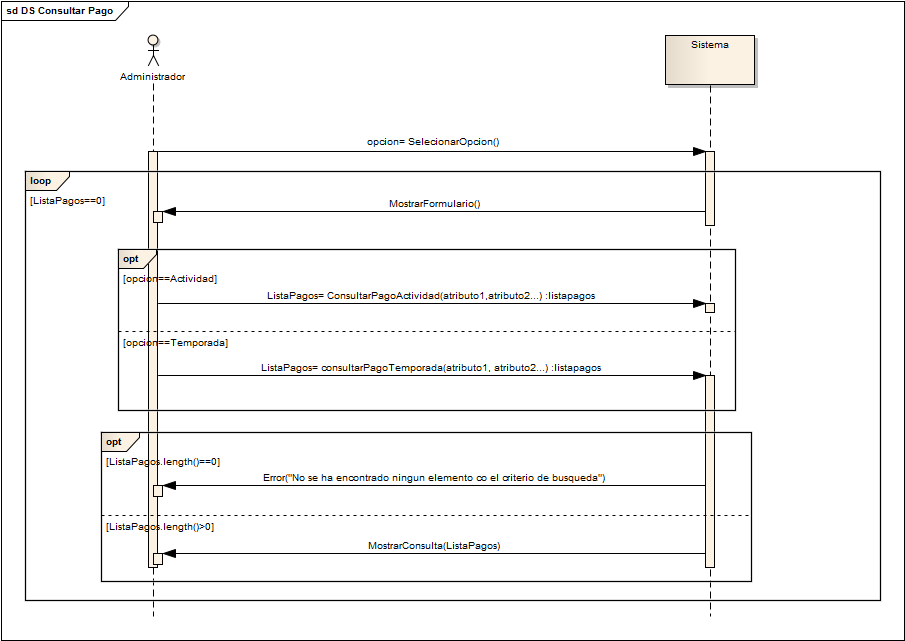 sd DS Consultar Pago
Administrador
Sistema
opcion= SelecionarOpcion()
loop
[ListaPagos==0]
MostrarFormulario()
opt
[opcion==Actividad]
ListaPagos= ConsultarPagoActividad(atributo1,atributo2...) :listapagos
[opcion==Temporada]
ListaPagos= consultarPagoTemporada(atributo1, atributo2...) :listapagos
opt
[ListaPagos.length()==0]
Error("No se ha encontrado ningun elemento co el criterio de busqueda")
[ListaPagos.length()>0]
MostrarConsulta(ListaPagos)